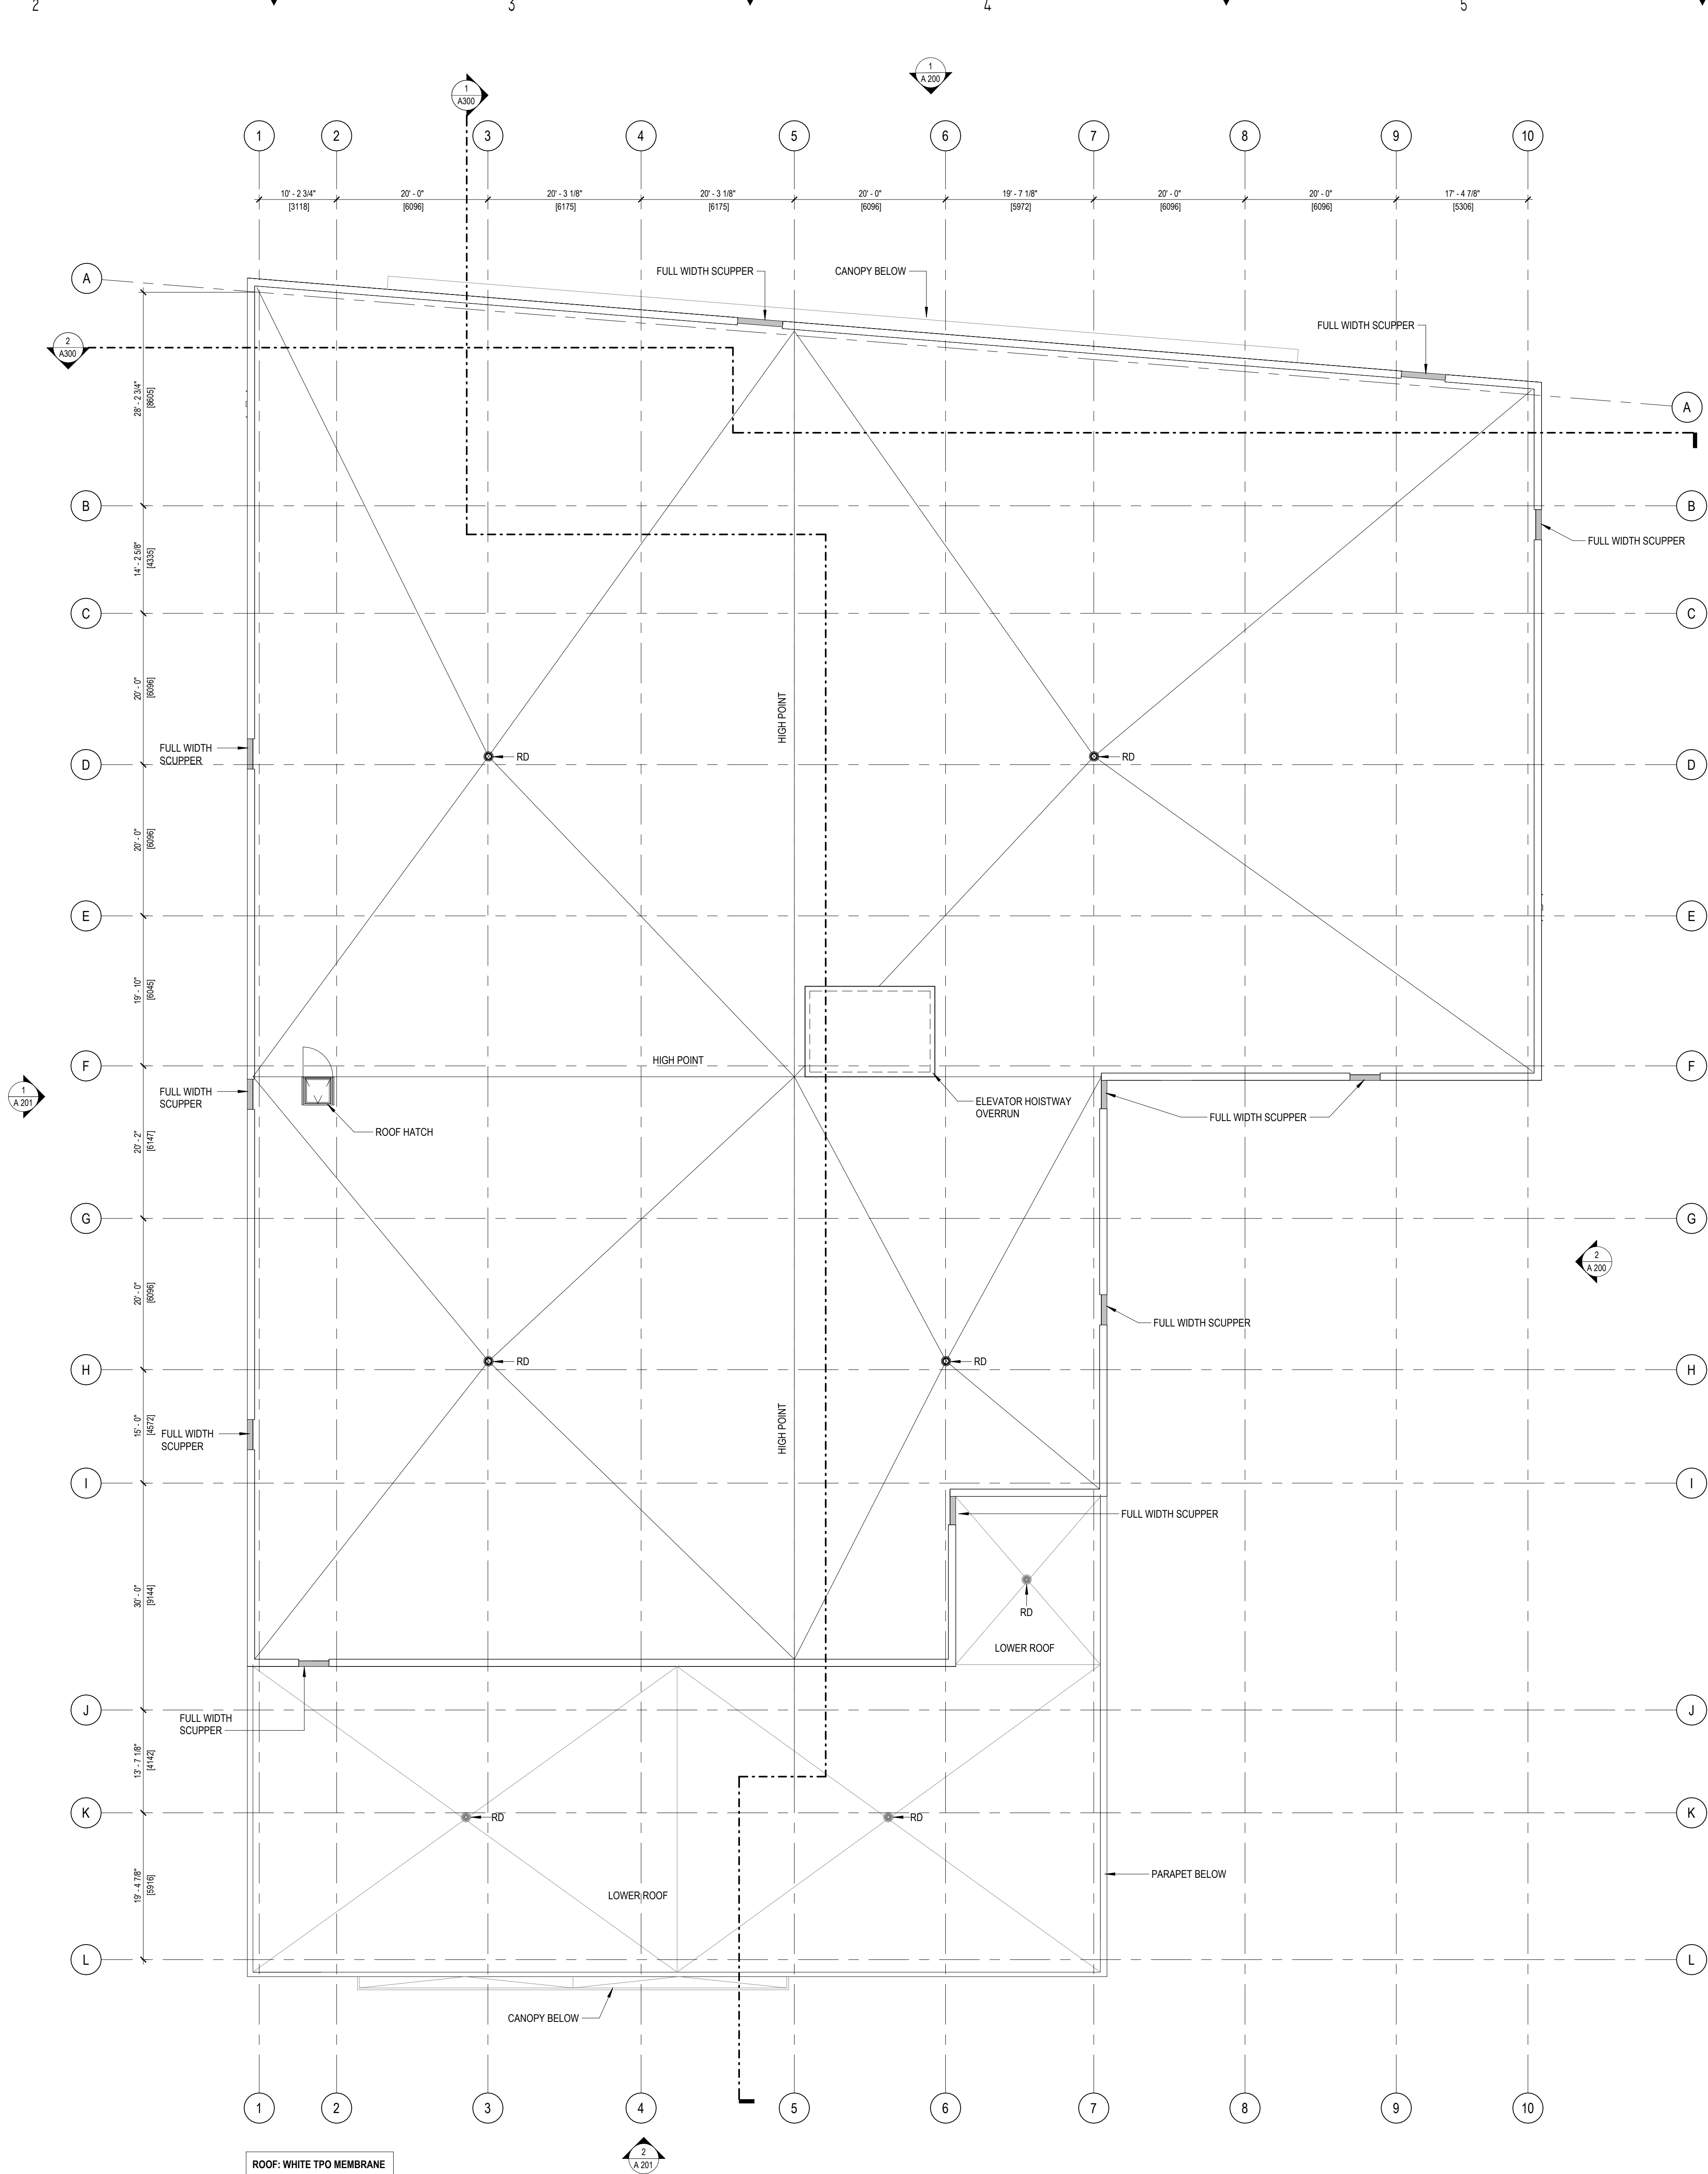 2 3 4 5
1
A300
1
A 200
1 2 3 4 5 6 7 8 9 10
10' - 2 3/4" 20' - 0" 20' - 3 1/8" 20' - 3 1/8" 20' - 0" 19' - 7 1/8" 20' - 0" 20' - 0" 17' - 4 7/8"
[3118] [6096] [6175] [6175] [6096] [5972] [6096] [6096] [5306]
A
FULL WIDTH SCUPPER
CANOPY BELOW
FULL WIDTH SCUPPER
2
A300
28' - 2 3/4"
[8605]
A
B
B
FULL WIDTH SCUPPER
14' - 2 5/8"
[4335]
C
C
20' - 0"
[6096]
HIGH POINT
FULL WIDTH
SCUPPER
RD
RD
D
D
20' - 0"
[6096]
E
E
19' - 10"
[6045]
HIGH POINT
F
F
1
A 201
FULL WIDTH
SCUPPER
ELEVATOR HOISTWAY
OVERRUN
FULL WIDTH SCUPPER
ROOF HATCH
20' - 2"
[6147]
G
G
2
A 200
20' - 0"
[6096]
FULL WIDTH SCUPPER
RD
RD
H
H
15' - 0"
[4572]
FULL WIDTH
SCUPPER
HIGH POINT
I
I
FULL WIDTH SCUPPER
30' - 0"
[9144]
RD
LOWER ROOF
J
J
FULL WIDTH
SCUPPER
13' - 7 1/8"
[4142]
K
RD
RD
K
19' - 4 7/8"
[5916]
PARAPET BELOW
LOWER ROOF
L
L
CANOPY BELOW
1 2 3 4 5 6 7 8 9 10
2
A 201
ROOF: WHITE TPO MEMBRANE